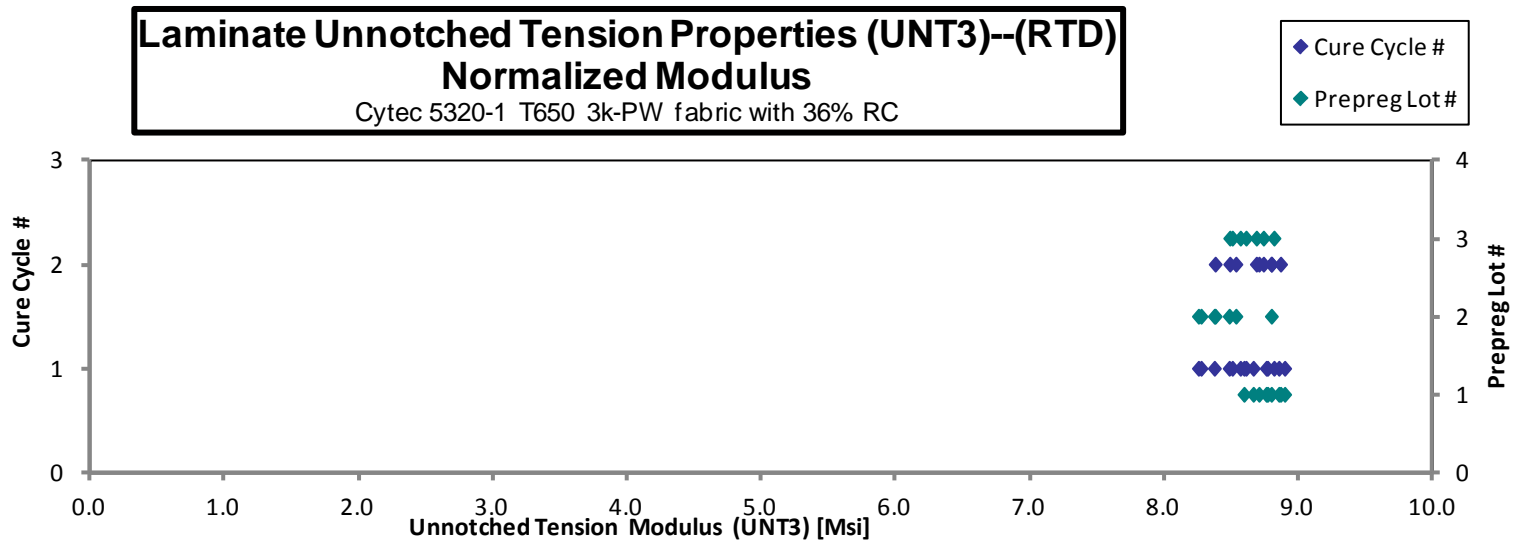 Laminate Unnotched Tension Properties (UNT3)--(RTD)
Normalized Modulus
Cytec 5320-1 T650 3k-PW fabric with 36% RC
Cure Cycle #
Prepreg Lot #
3
2
1
0
Cure Cycle #
4
3
2
1
0
Prepreg Lot #
0.0 1.0 2.0 3.0 4.0 5.0 6.0 7.0 8.0 9.0 10.0
Unnotched Tension Modulus (UNT3) [Msi]